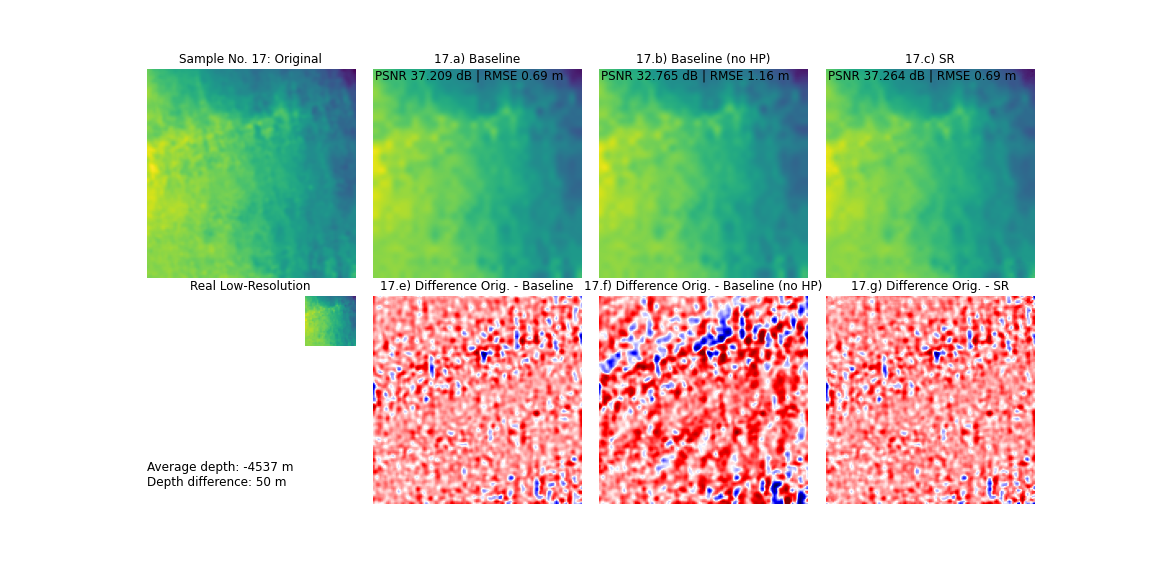 Sample No. 17: Original
17.a) Baseline
17.b) Baseline (no HP)
17.c) SR
PSNR 37.209 dB | RMSE 0.69 m
PSNR 32.765 dB | RMSE 1.16 m
PSNR 37.264 dB | RMSE 0.69 m
Real Low-Resolution
17.e) Difference Orig. - Baseline
17.f) Difference Orig. - Baseline (no HP)
17.g) Difference Orig. - SR
Average depth: -4537 m
Depth difference: 50 m